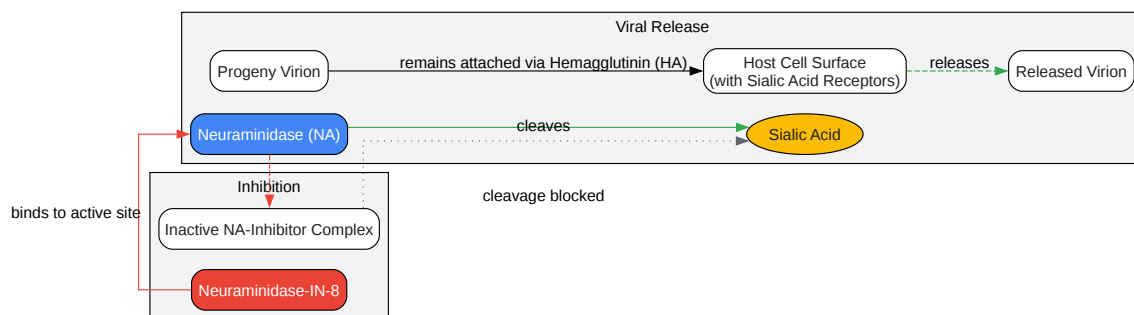 Viral Release
Progeny Virion
remains attached via Hemagglutinin (HA)
Host Cell Surface
(with Sialic Acid Receptors)
releases
Released Virion
Neuraminidase (NA)
cleaves
Sialic Acid
Inhibition
cleavage blocked
binds to active site
Inactive NA-Inhibitor Complex
Neuraminidase-IN-8